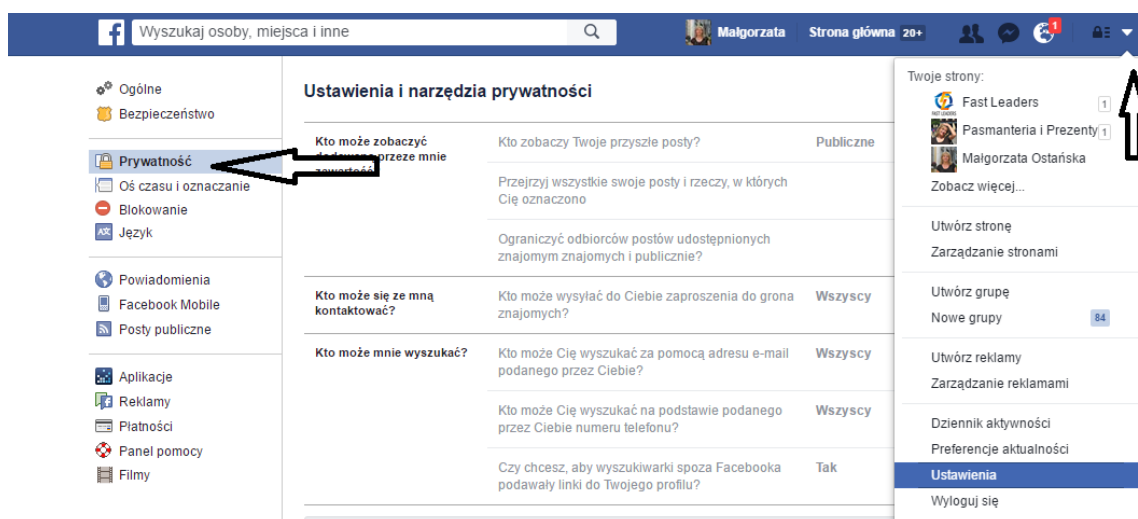 Wyszukaj osoby, miejsca i inne
Małgorzata
Strona główna 20+
1
Ogólne
Bezpieczeństwo
Prywatność
Oś czasu i oznaczanie
Blokowanie
Język
Powiadomienia
Facebook Mobile
Posty publiczne
Aplikacje
Reklamy
Płatności
Panel pomocy
Filmy
Ustawienia i narzędzia prywatności
Kto może zobaczyć
przeze mnie
Kto zobaczy Twoje przyszłe posty?
Publiczne
Przejrzyj wszystkie swoje posty i rzeczy, w których
Cię oznaczono
Ograniczyć odbiorców postów udostępnionych
znajomym znajomych i publicznie?
Kto może się ze mną
kontaktować?
Kto może wysyłać do Ciebie zaproszenia do grona
znajomych?
Wszyscy
Kto może mnie wyszukać?
Kto może Cię wyszukać za pomocą adresu e-mail
podanego przez Ciebie?
Wszyscy
Kto może Cię wyszukać na podstawie podanego
przez Ciebie numeru telefonu?
Wszyscy
Czy chcesz, aby wyszukiwarki spoza Facebooka
podawały linki do Twojego profilu?
Tak
Twoje strony:
Fast Leaders 1
Pasmanteria i Prezenty 1
Małgorzata Ostańska
Zobacz więcej...
Utwórz stronę
Zarządzanie stronami
Utwórz grupę
Nowe grupy 84
Utwórz reklamy
Zarządzanie reklamami
Dziennik aktywności
Preferencje aktualności
Ustawienia
Wyloguj się